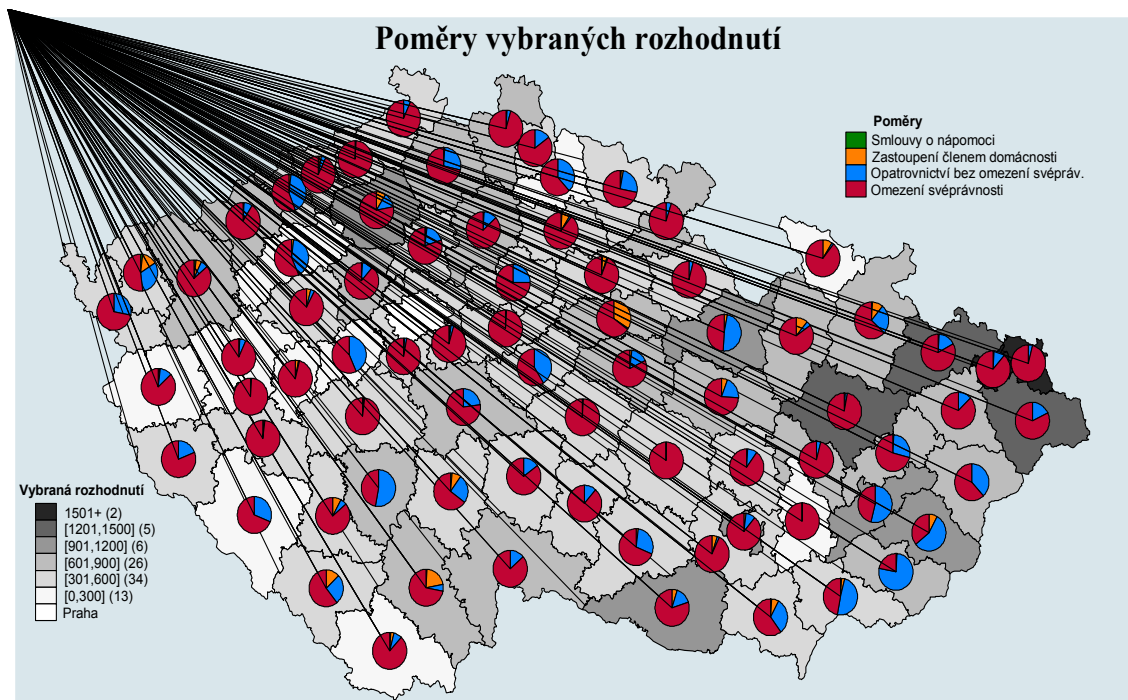 Poměry vybraných rozhodnutí
Poměry
Smlouvy o nápomoci
Zastoupení členem domácnosti
Opatrovnictví bez omezení svépráv.
Omezení svéprávnosti
Vybraná rozhodnutí
1501+ (2)
[1201,1500] (5)
[901,1200] (6)
[601,900] (26)
[301,600] (34)
[0,300] (13)
Praha